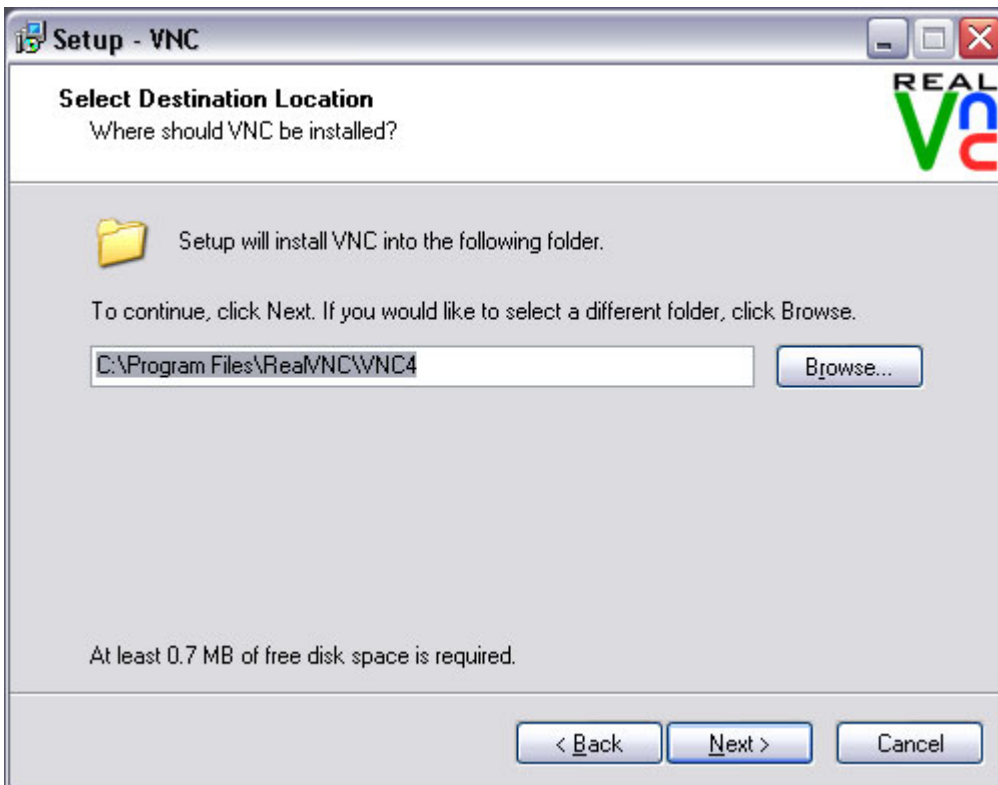 Setup - VNC
Select Destination Location
Where should VNC be installed?
REAL
Vnc
Setup will install VNC into the following folder.
To continue, click Next. If you would like to select a different folder, click Browse.
C:\Program Files\RealVNC\VNC4
Browse...
At least 0.7 MB of free disk space is required.
< Back
Next >
Cancel